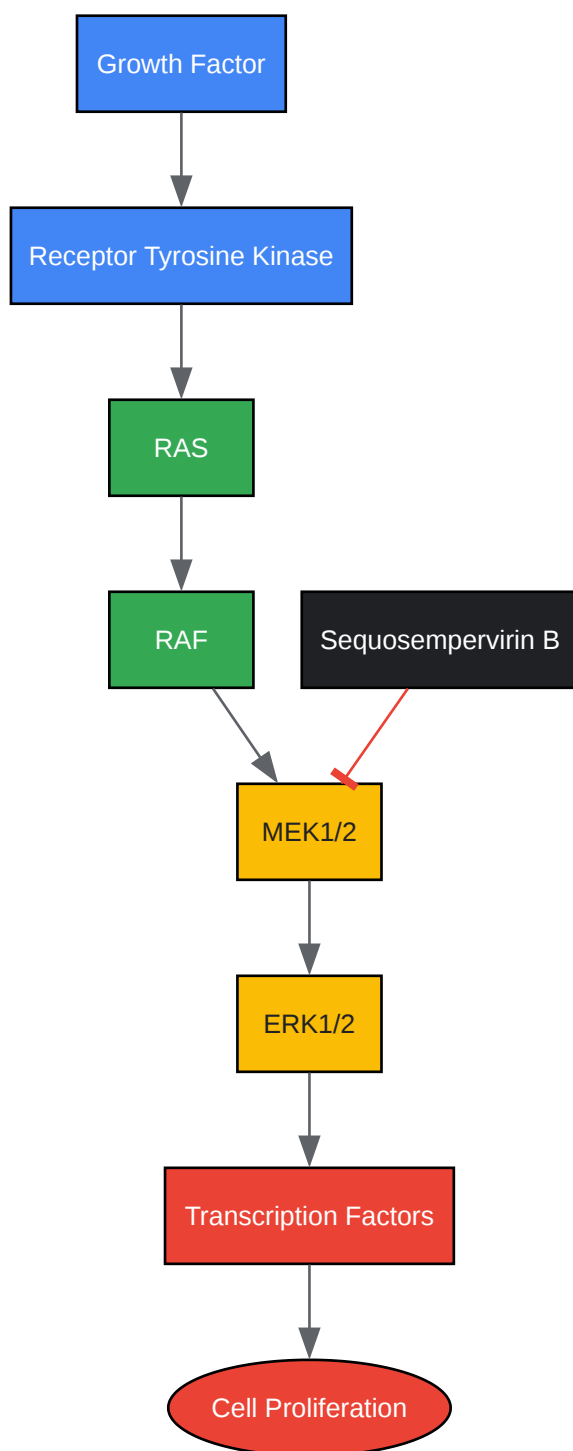 Growth Factor
Receptor Tyrosine Kinase
RAS
RAF
Sequosempervirin B
MEK1/2
ERK1/2
Transcription Factors
Cell Proliferation